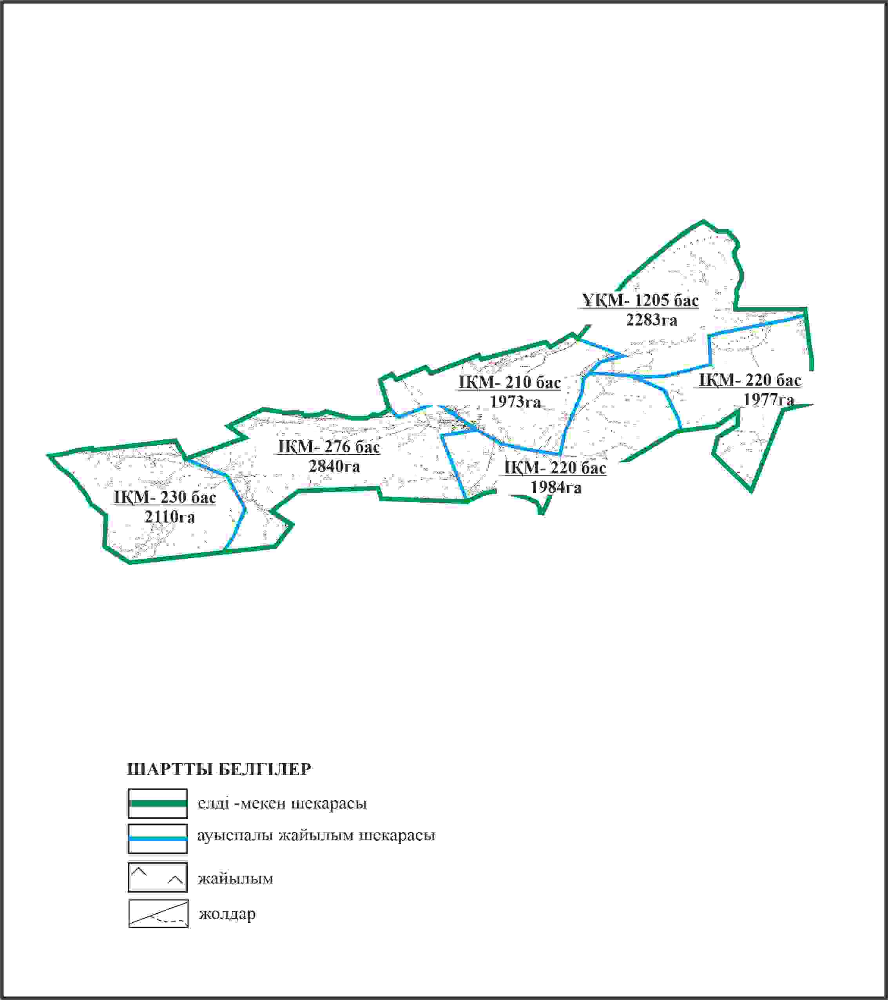 ҰҚМ- 1205 бас
2283га
ІҚМ- 210 бас
1973га
ІҚМ- 220 бас
1977га
ІҚМ- 276 бас
2840га
ІҚМ- 220 бас
1984га
ІҚМ- 230 бас
2110га
ШАРТТЫ БЕЛГІЛЕР
елді -мекен шекарасы
ауыспалы жайылым шекарасы
жайылым
жолдар